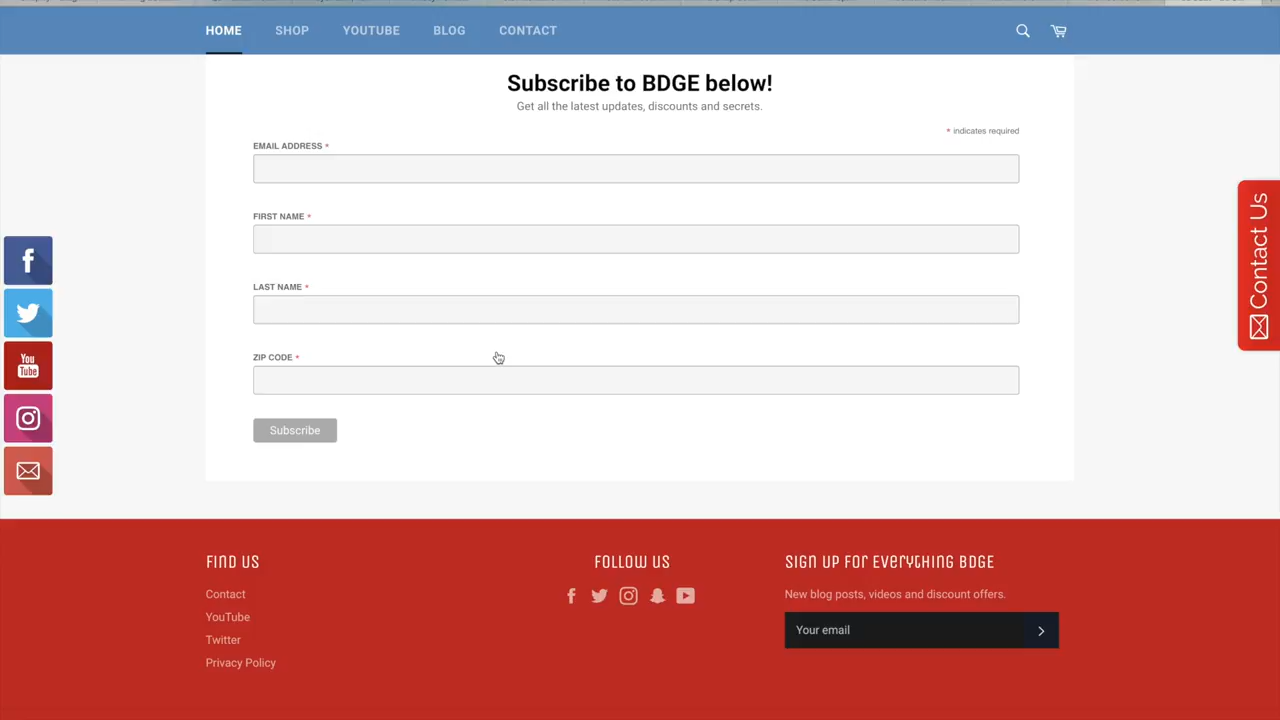 HOME SHOP YOUTUBE BLOG CONTACT
Subscribe to BDGE below!
Get all the latest updates, discounts and secrets.
* indicates required
EMAIL ADDRESS *
FIRST NAME *
LAST NAME *
ZIP CODE *
Subscribe
Contact Us
You
Tube
FIND US
Contact
YouTube
Twitter
Privacy Policy
FOLLOW US
SIGN UP FOR EVERYTHING BDGE
New blog posts, videos and discount offers.
Your email